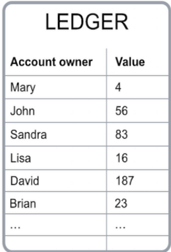 LEDGER
Account owner Value
Mary 4
John 56
Sandra 83
Lisa 16
David 187
Brian 23
... ...